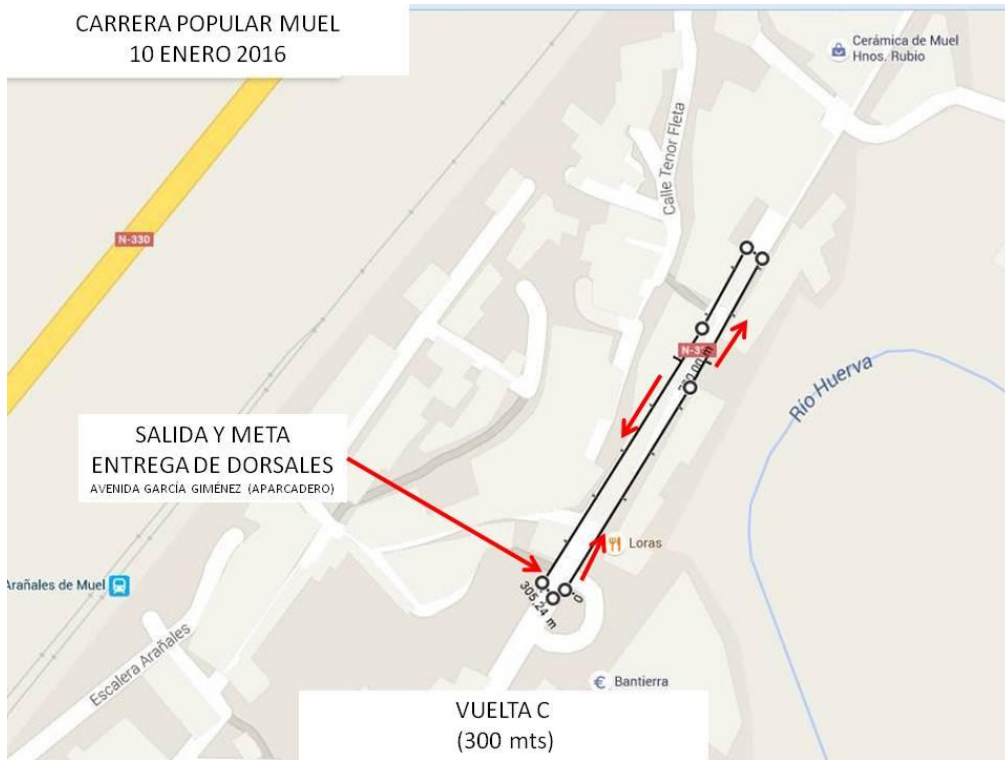 CARRERA POPULAR MUEL
10 ENERO 2016
Cerámica de Muel
Hnos. Rubio
Calle Tenor Fleta
N-330
Río Huerva
SALIDA Y META
ENTREGA DE DORSALES
AVENIDA GARCÍA GIMÉNEZ (APARCADERO)
Loras
Arañales de Muel
305,24 m
0
Escalera Arañales
Bantierra
VUELTA C
(300 mts)